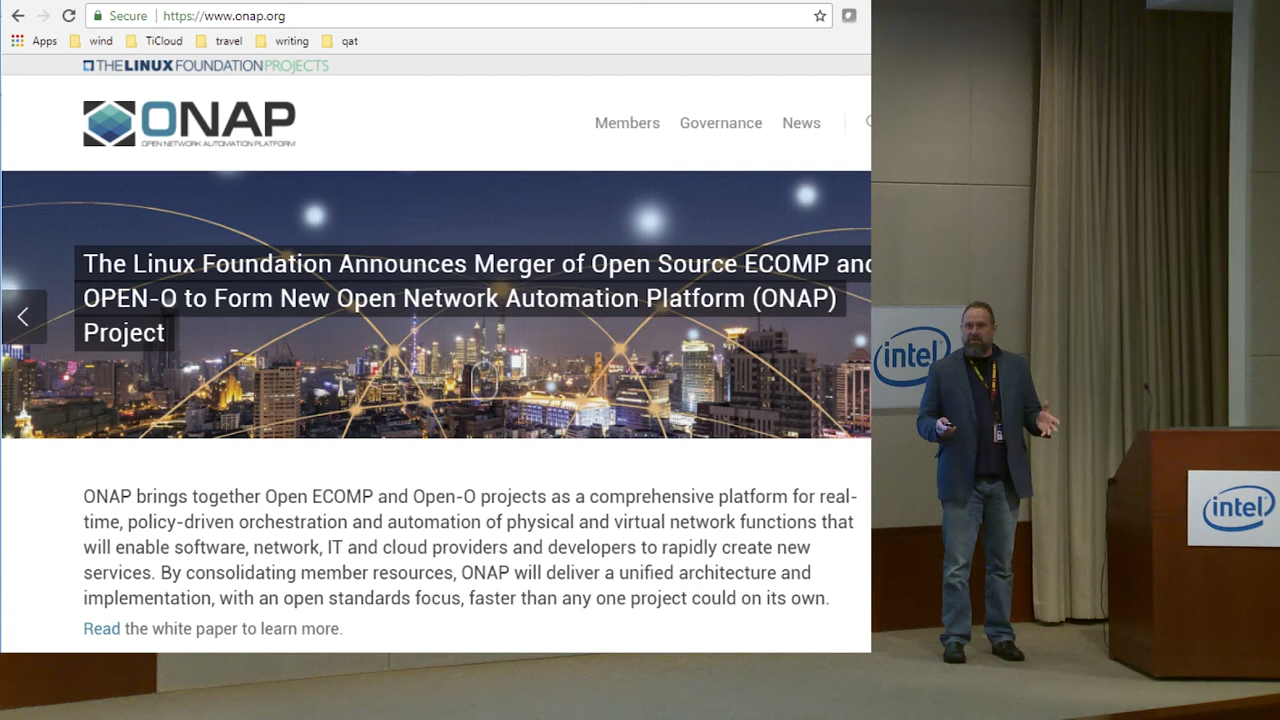 Secure
https://www.onap.org
Apps
wind
TiCloud
travel
writing
qat
THE LINUX FOUNDATION PROJECTS
ONAP
OPEN NETWORK AUTOMATION PLATFORM
Members
Governance
News
The Linux Foundation Announces Merger of Open Source ECOMP and
OPEN-O to Form New Open Network Automation Platform (ONAP)
Project
ONAP brings together Open ECOMP and Open-O projects as a comprehensive platform for real-
time, policy-driven orchestration and automation of physical and virtual network functions that
will enable software, network, IT and cloud providers and developers to rapidly create new
services. By consolidating member resources, ONAP will deliver a unified architecture and
implementation, with an open standards focus, faster than any one project could on its own.
Read the white paper to learn more.
intel
intel